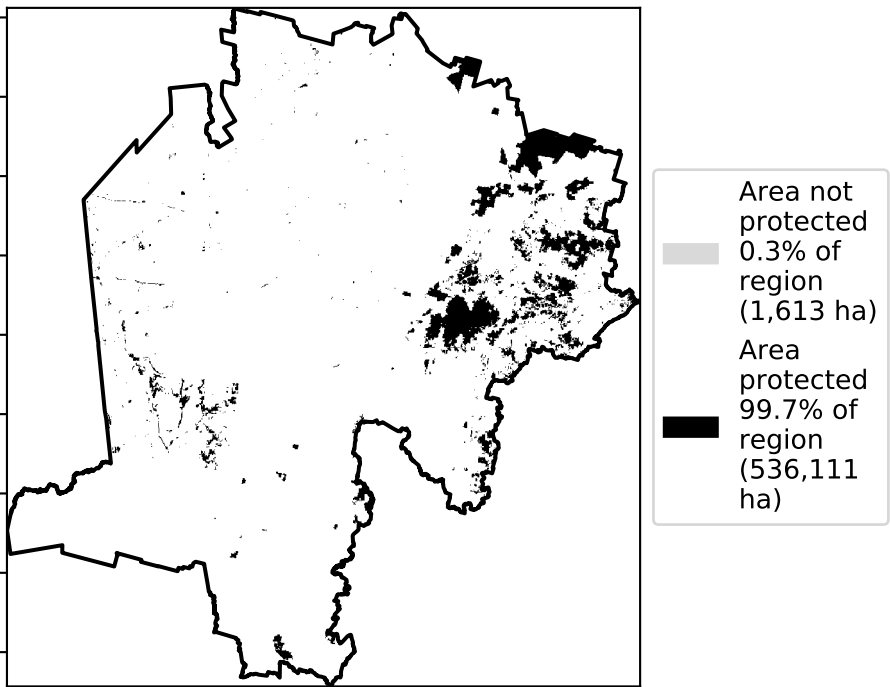 Area not
protected
0.3% of
region
(1,613 ha)
Area
protected
99.7% of
region
(536,111
ha)